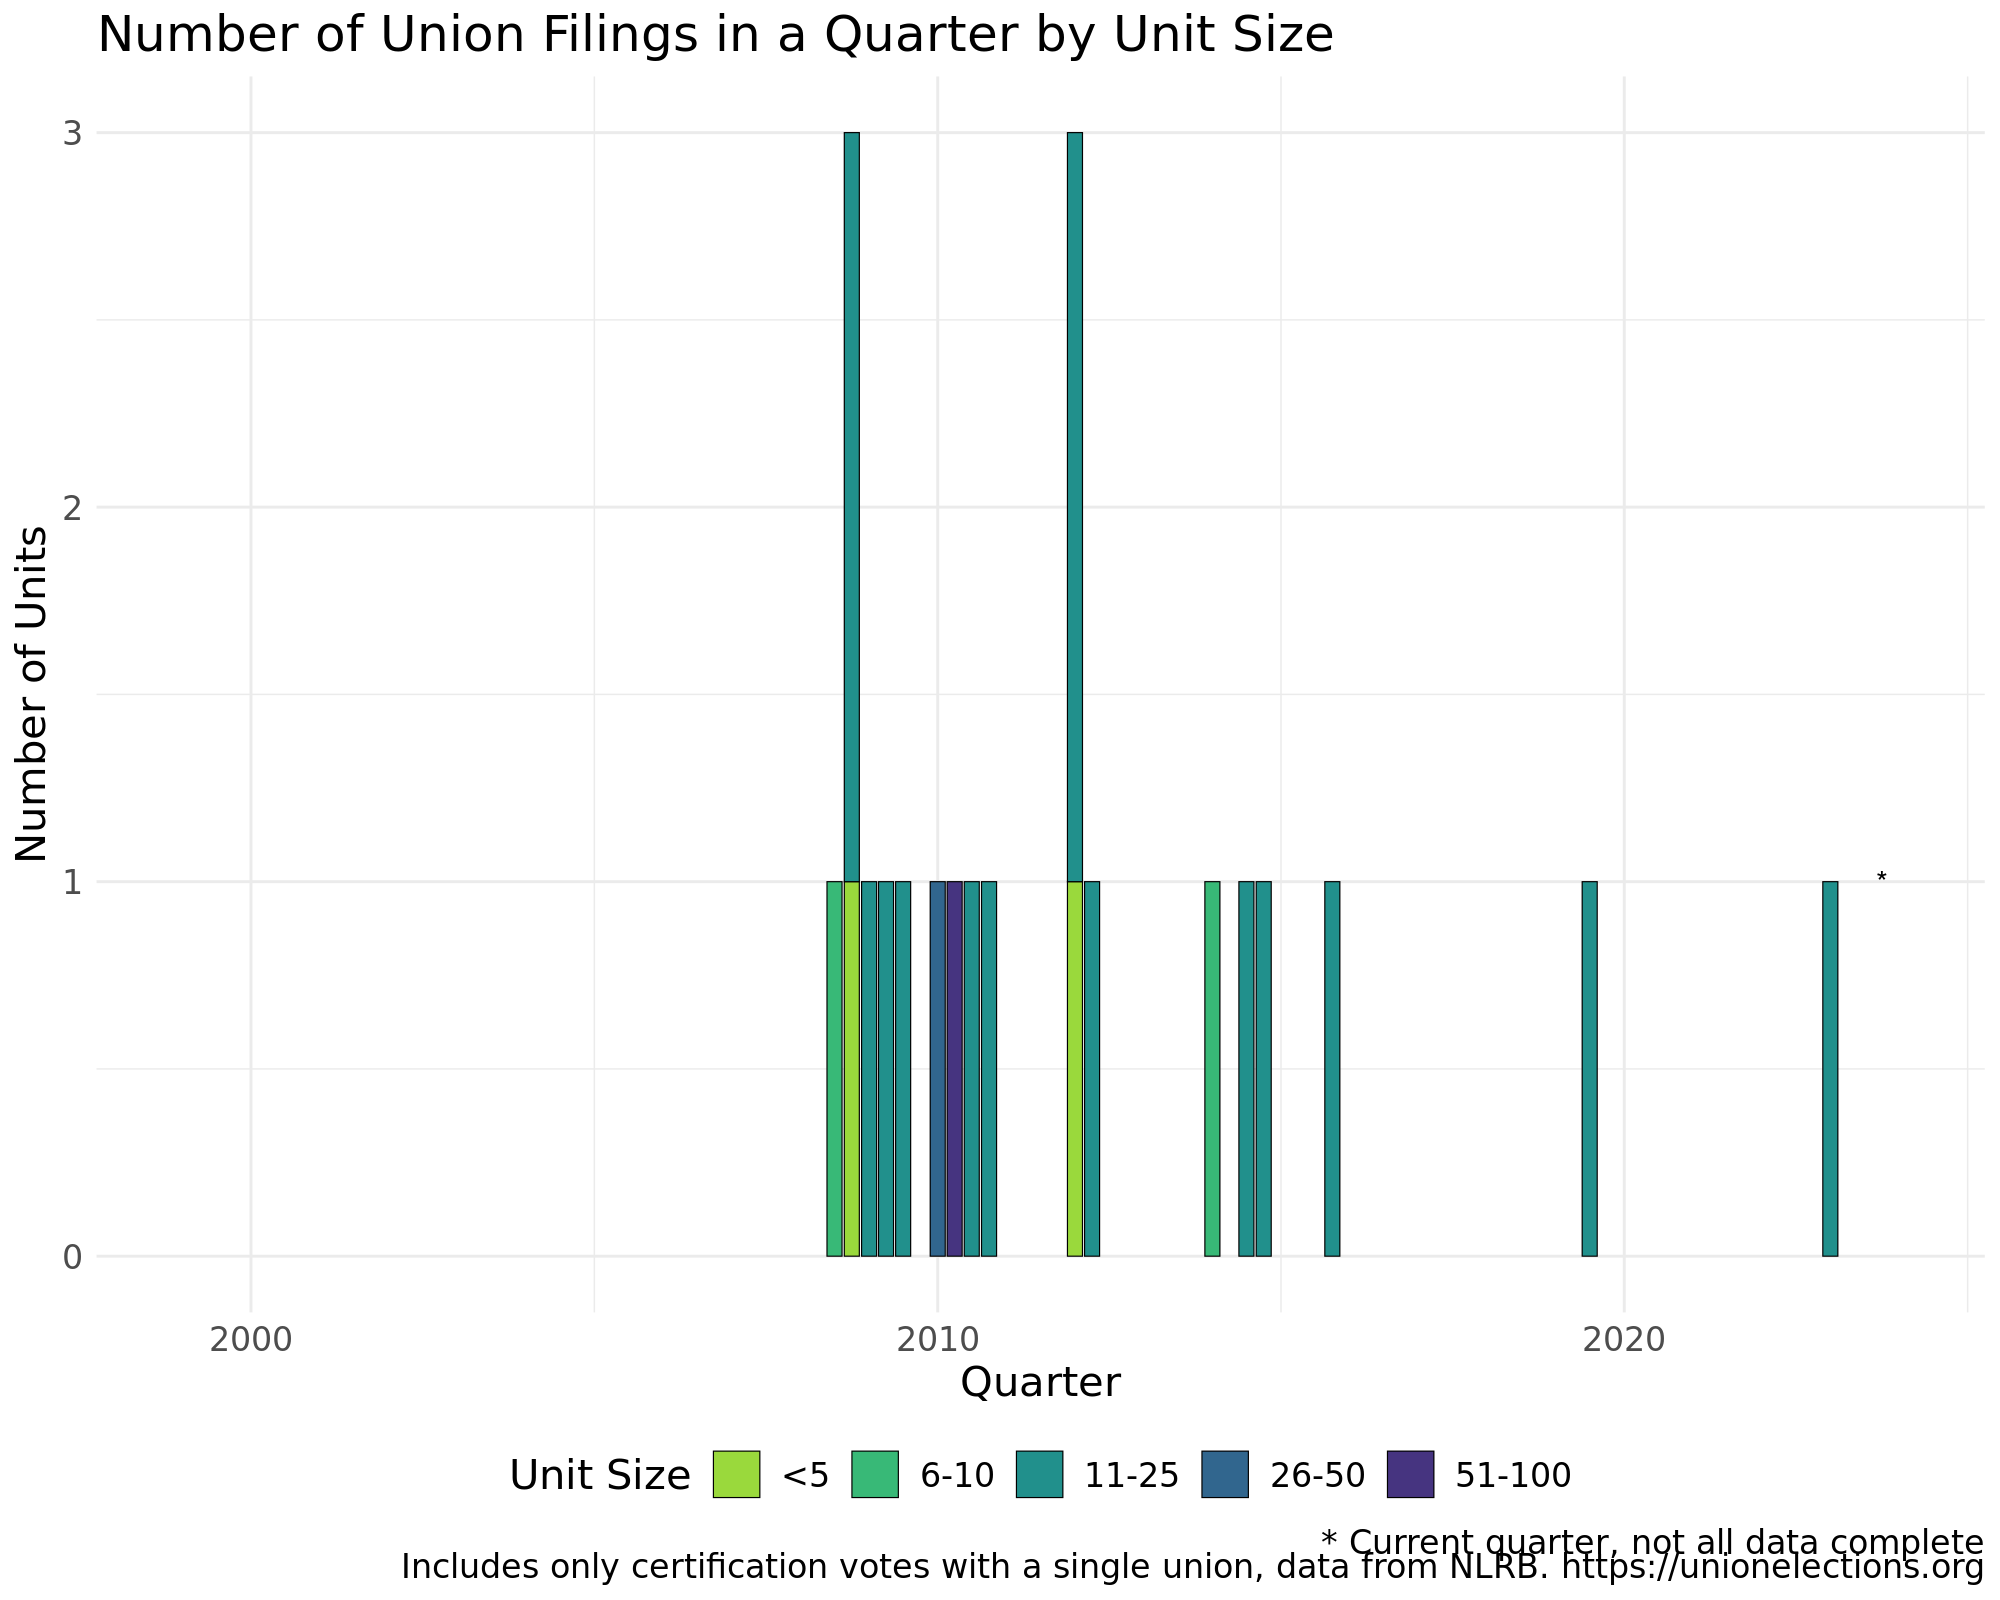 Number of Union Filings in a Quarter by Unit Size
Number of Units
3
2
1
0
*
2000 2010 2020
Quarter
Unit Size <5 6-10 11-25 26-50 51-100
* Current quarter, not all data complete
Includes only certification votes with a single union, data from NLRB. https://unionelections.org